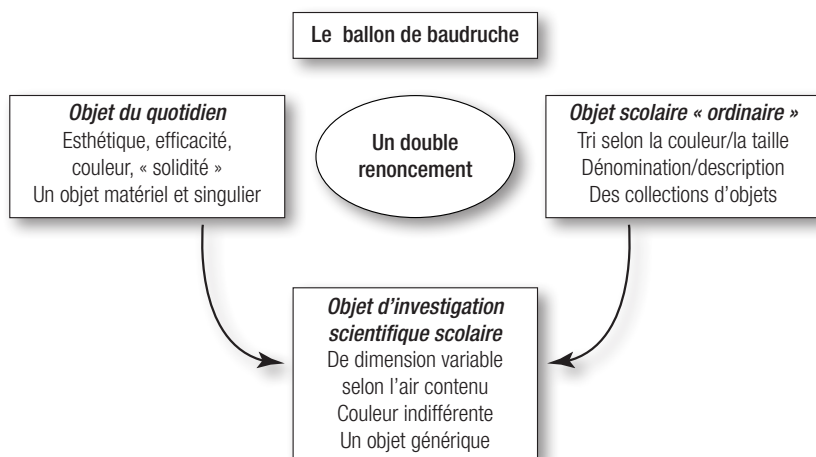 Le ballon de baudruche
Objet du quotidien
Esthétique, efficacité,
couleur, « solidité »
Un objet matériel et singulier
Un double
renoncement
Objet scolaire « ordinaire »
Tri selon la couleur/la taille
Dénomination/description
Des collections d'objets
Objet d'investigation
scientifique scolaire
De dimension variable
selon l'air contenu
Couleur indifférente
Un objet générique